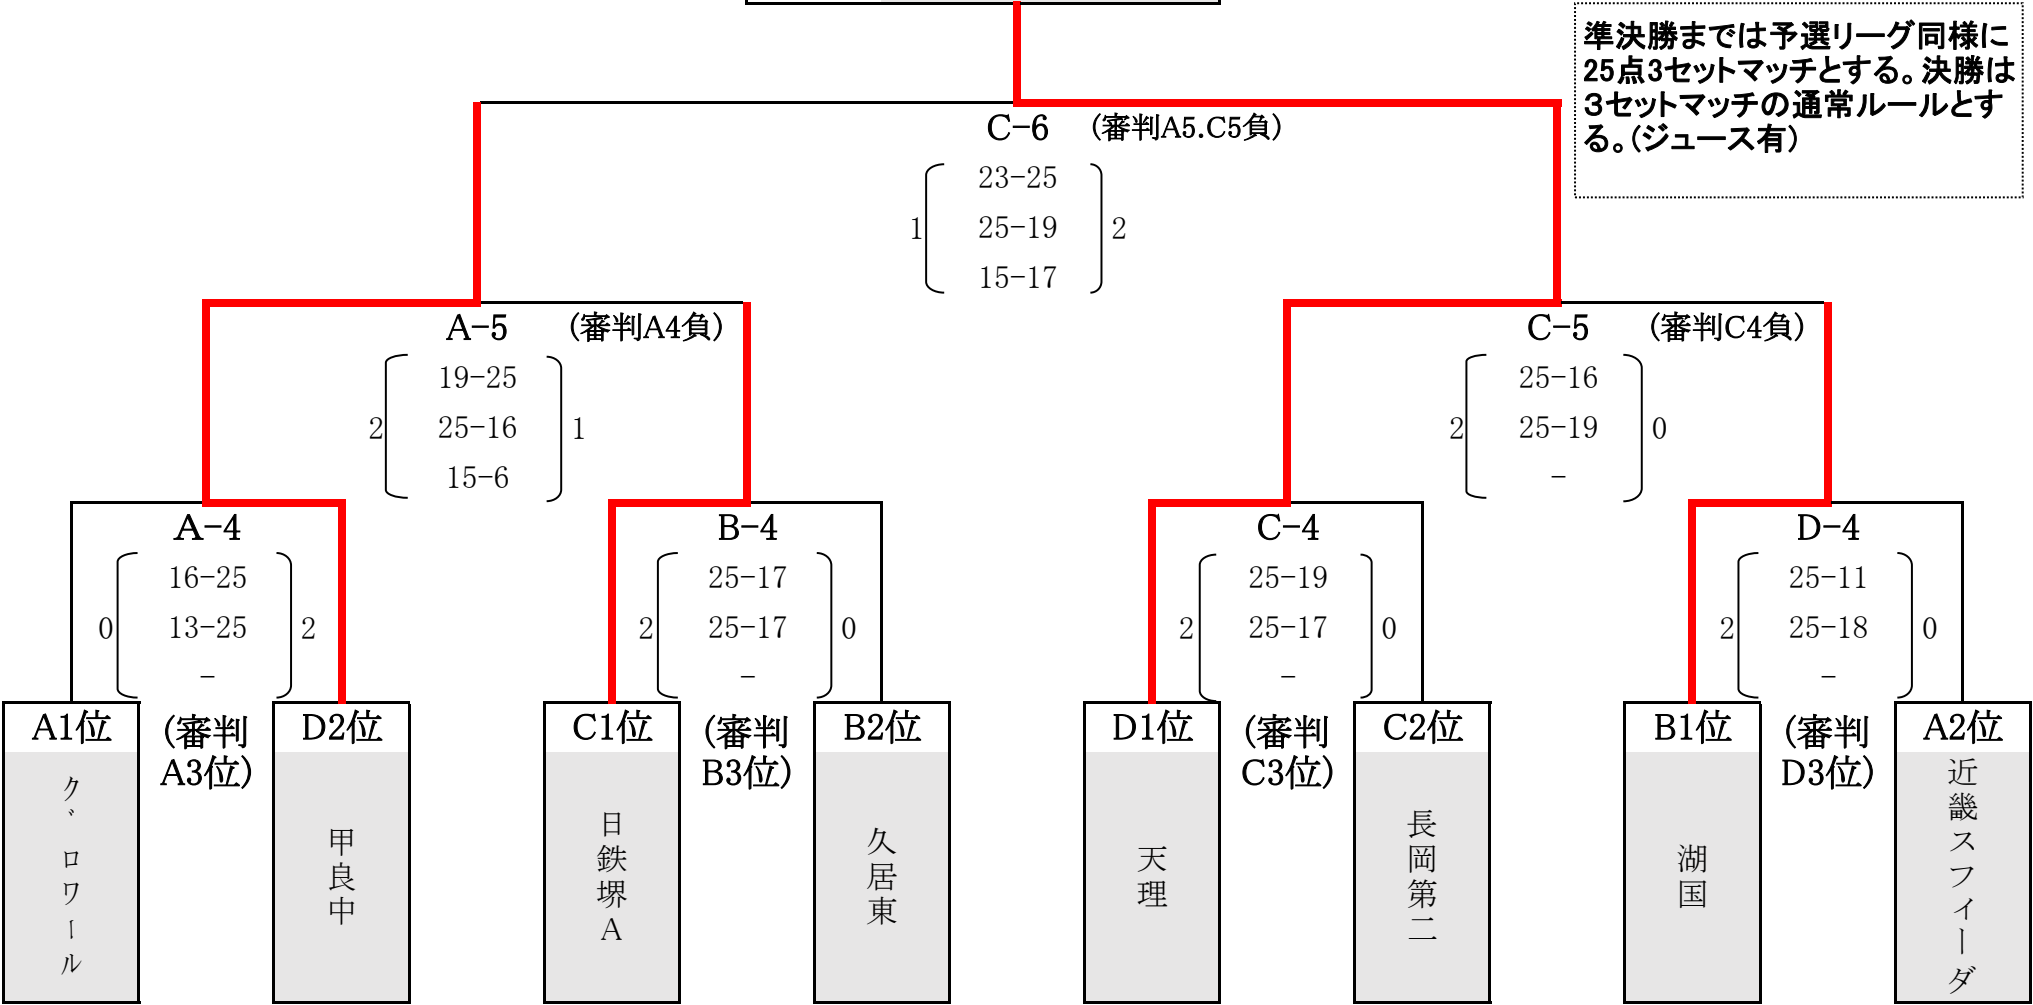 準決勝までは予選リーグ同様に
25点3セットマッチとする。決勝は
３セットマッチの通常ルールとす
る。(ジュース有)
C-6 (審判A5.C5負)
23-25
1 25-19 2
15-17
A-5 (審判A4負)
19-25
2 25-16 1
15-6
C-5 (審判C4負)
25-16
2 25-19 0
-
A-4
16-25
0 13-25 2
-
B-4
25-17
2 25-17 0
-
C-4
25-19
2 25-17 0
-
D-4
25-11
2 25-18 0
-
A1位
(審判
A3位)
D2位
C1位
(審判
B3位)
B2位
D1位
(審判
C3位)
C2位
B1位
(審判
D3位)
A2位
グロワール
甲良中
日鉄堺A
久居東
天理
長岡第二
湖国
近畿スフィーダ